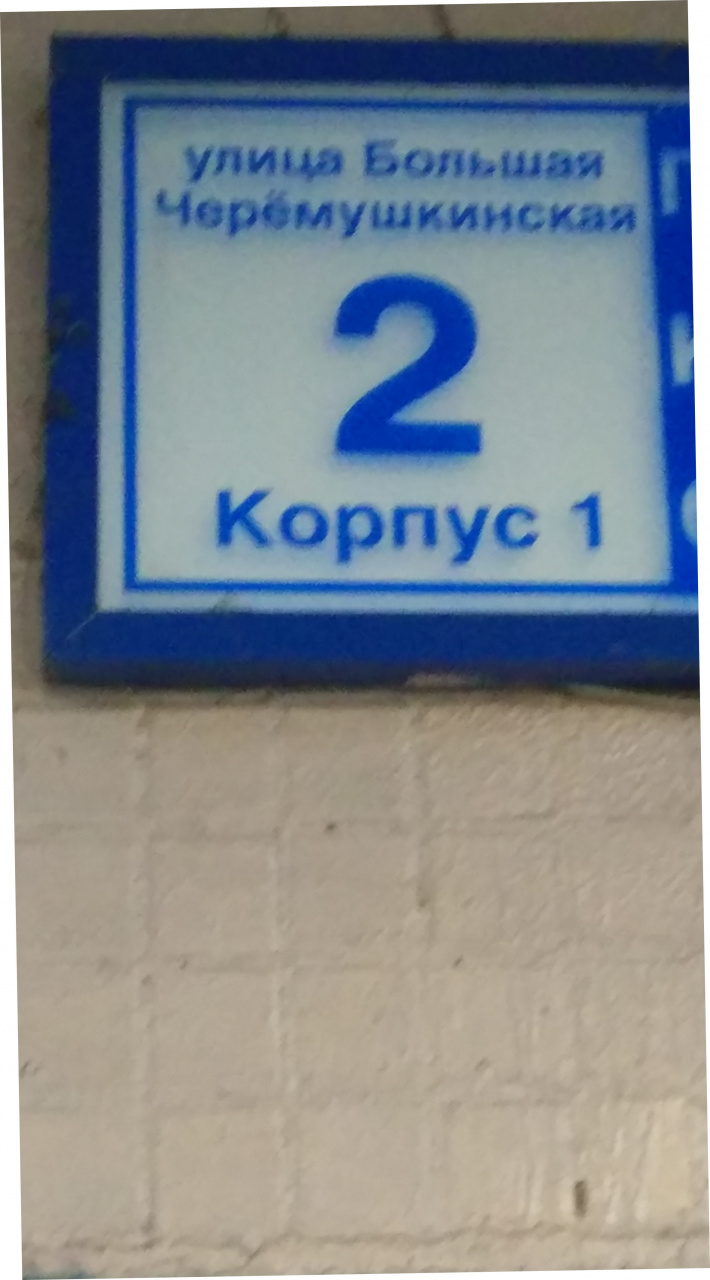 улица Большая
Черёмушкинская
2
Корпус 1